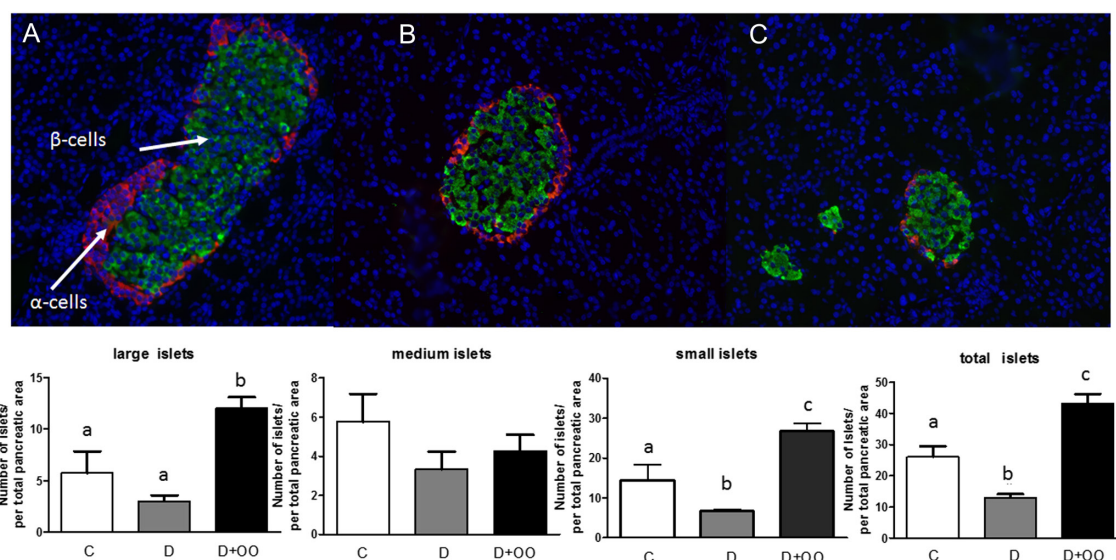 A
B
C
β-cells
α-cells
large islets
Number of islets/
per total pancreatic area
15
10
5
0
a
a
b
C
D
D+OO
medium islets
Number of islets/
per total pancreatic area
8
6
4
2
0
C
D
D+OO
small islets
Number of islets/
per total pancreatic area
40
30
20
10
0
a
b
c
C
D
D+OO
total islets
Number of islets/
per total pancreatic area
50
40
30
20
10
0
a
b
c
C
D
D+OO